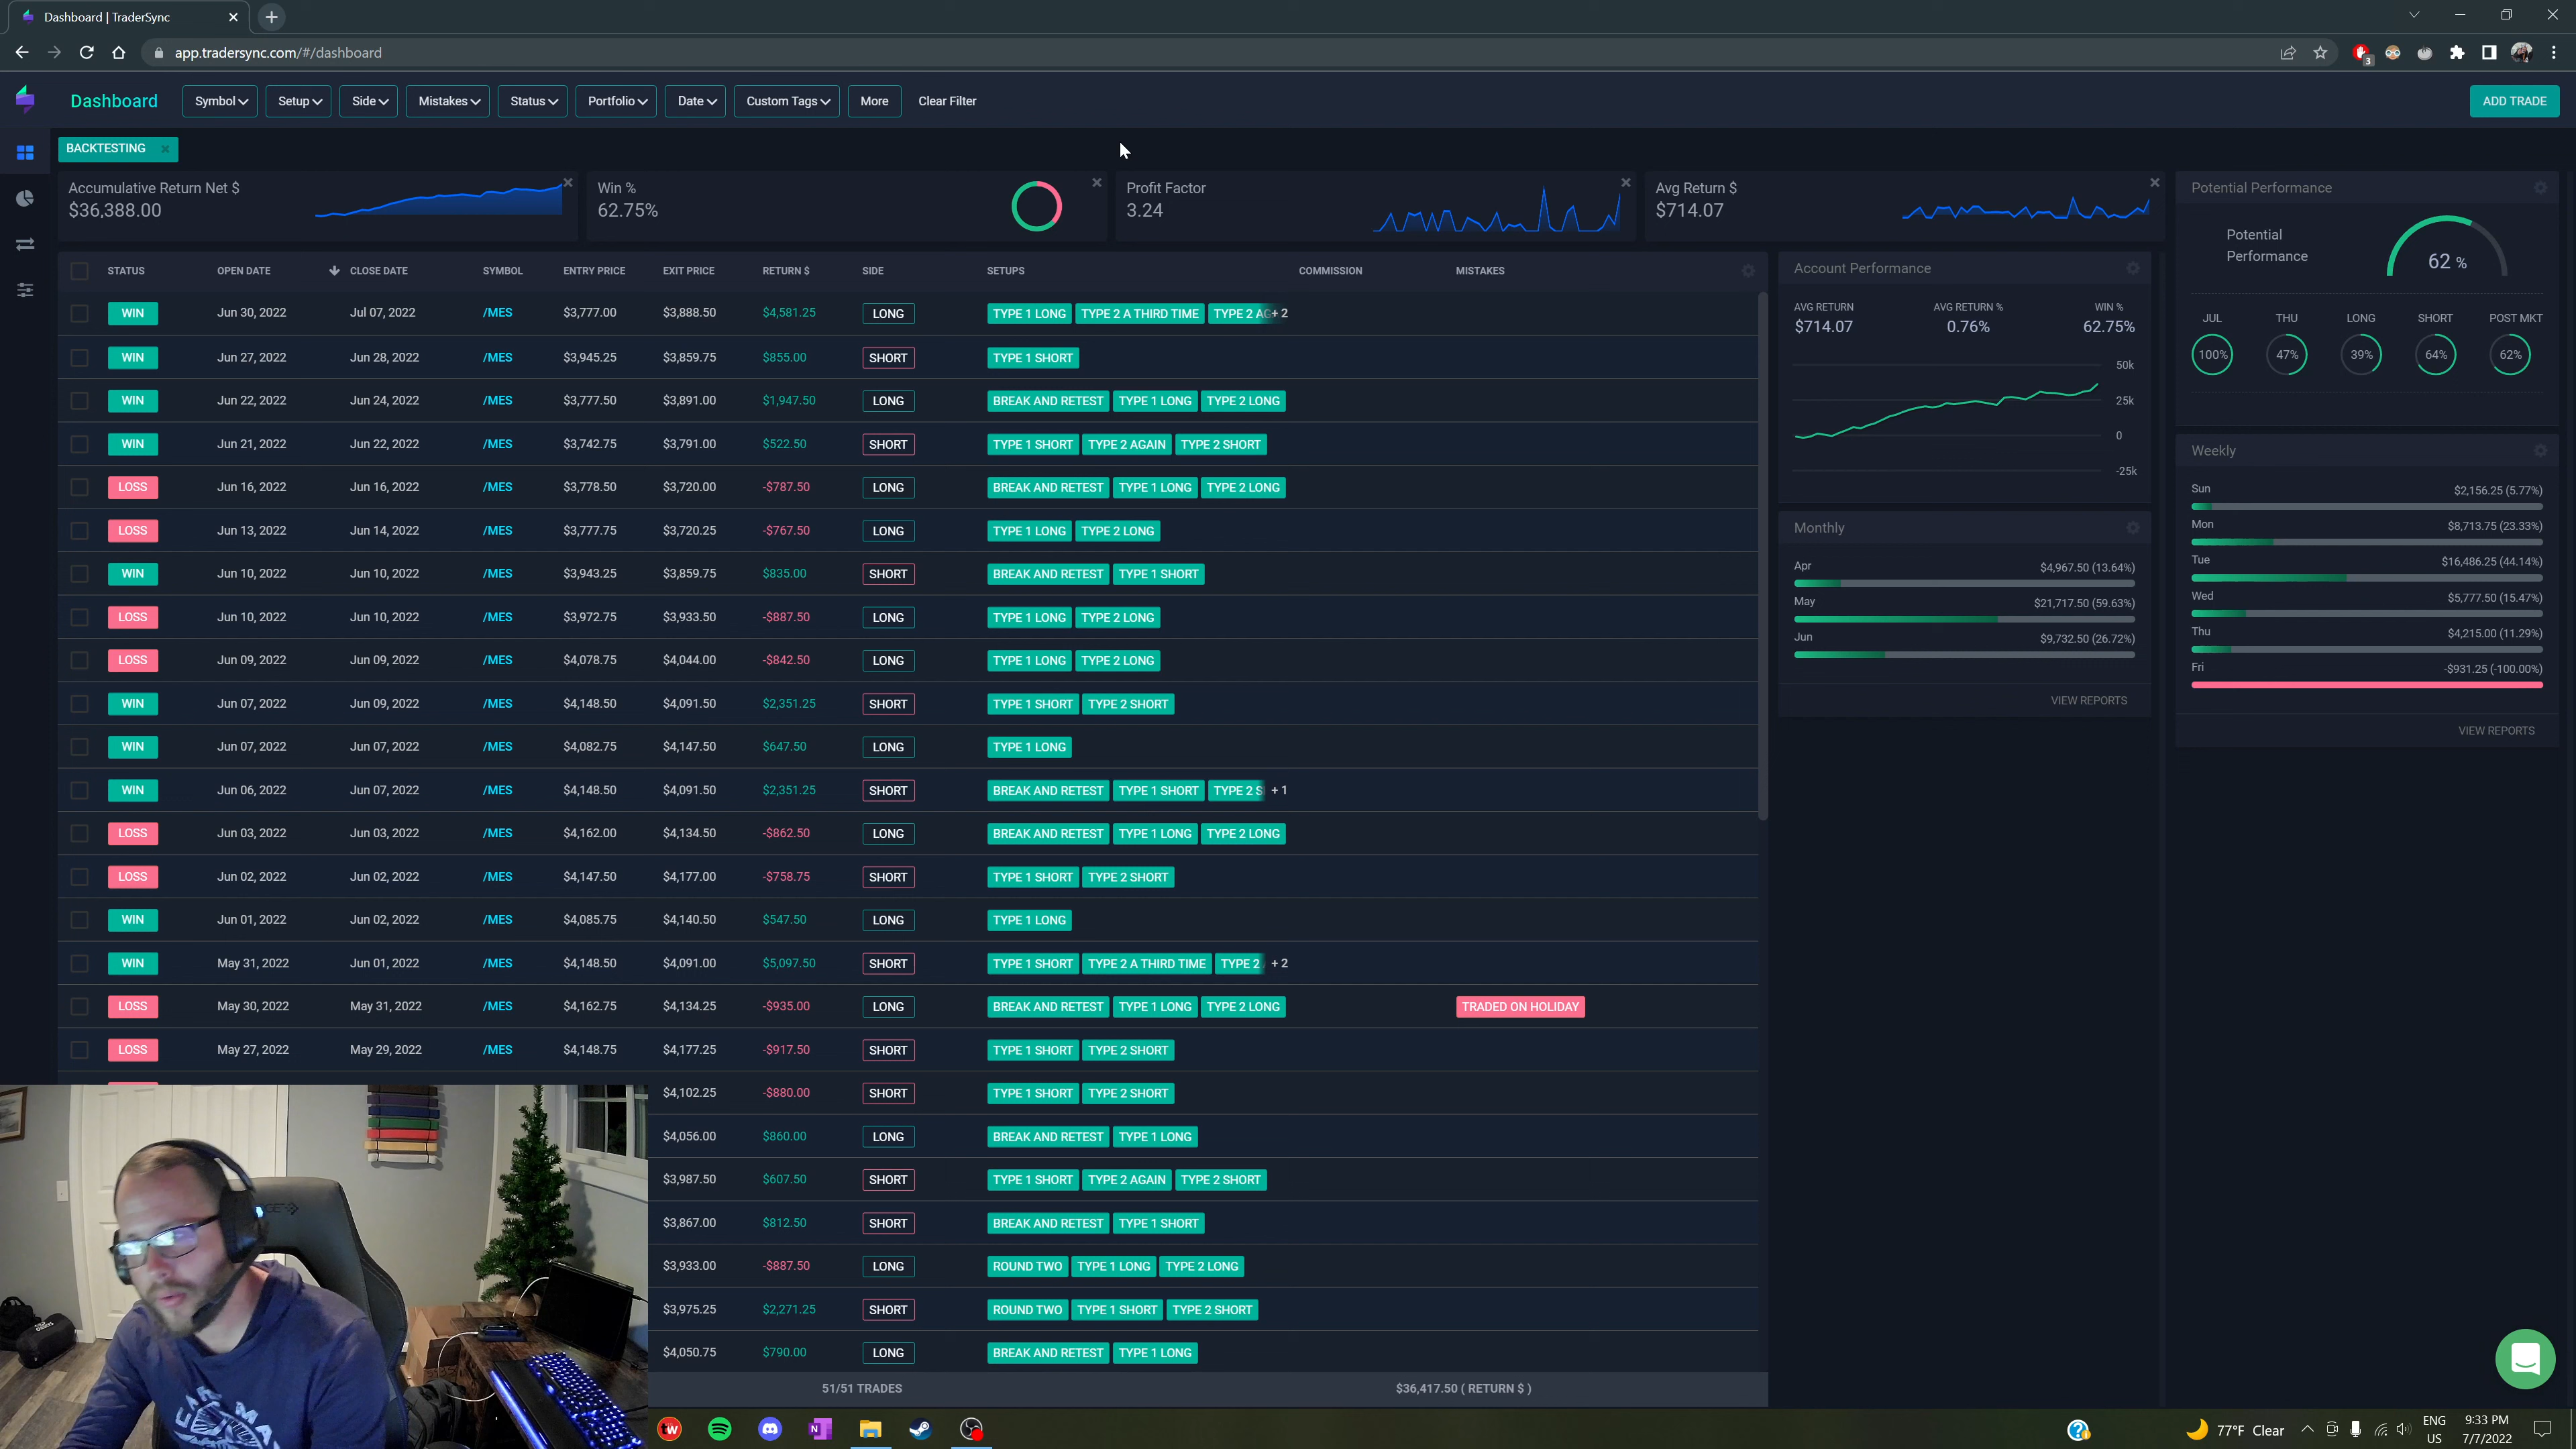 Dashboard | TraderSync
app.tradersync.com/#/dashboard
3
Dashboard Symbol Setup Side Mistakes Status Portfolio Date Custom Tags More Clear Filter ADD TRADE
BACKTESTING
Accumulative Return Net $
$36,388.00
Win %
62.75%
Profit Factor
3.24
Avg Return $
$714.07
STATUS OPEN DATE CLOSE DATE SYMBOL ENTRY PRICE EXIT PRICE RETURN $ SIDE SETUPS COMMISSION MISTAKES
WIN Jun 30, 2022 Jul 07, 2022 /MES $3,777.00 $3,888.50 $4,581.25 LONG TYPE 1 LONG TYPE 2 A THIRD TIME TYPE 2 AG + 2
WIN Jun 27, 2022 Jun 28, 2022 /MES $3,945.25 $3,859.75 $855.00 SHORT TYPE 1 SHORT
WIN Jun 22, 2022 Jun 24, 2022 /MES $3,777.50 $3,891.00 $1,947.50 LONG BREAK AND RETEST TYPE 1 LONG TYPE 2 LONG
WIN Jun 21, 2022 Jun 22, 2022 /MES $3,742.75 $3,791.00 $522.50 SHORT TYPE 1 SHORT TYPE 2 AGAIN TYPE 2 SHORT
LOSS Jun 16, 2022 Jun 16, 2022 /MES $3,778.50 $3,720.00 -$787.50 LONG BREAK AND RETEST TYPE 1 LONG TYPE 2 LONG
LOSS Jun 13, 2022 Jun 14, 2022 /MES $3,777.75 $3,720.25 -$767.50 LONG TYPE 1 LONG TYPE 2 LONG
WIN Jun 10, 2022 Jun 10, 2022 /MES $3,943.25 $3,859.75 $835.00 SHORT BREAK AND RETEST TYPE 1 SHORT
LOSS Jun 10, 2022 Jun 10, 2022 /MES $3,972.75 $3,933.50 -$887.50 LONG TYPE 1 LONG TYPE 2 LONG
LOSS Jun 09, 2022 Jun 09, 2022 /MES $4,078.75 $4,044.00 -$842.50 LONG TYPE 1 LONG TYPE 2 LONG
WIN Jun 07, 2022 Jun 09, 2022 /MES $4,148.50 $4,091.50 $2,351.25 SHORT TYPE 1 SHORT TYPE 2 SHORT
WIN Jun 07, 2022 Jun 07, 2022 /MES $4,082.75 $4,147.50 $647.50 LONG TYPE 1 LONG
WIN Jun 06, 2022 Jun 07, 2022 /MES $4,148.50 $4,091.50 $2,351.25 SHORT BREAK AND RETEST TYPE 1 SHORT TYPE 2 S + 1
LOSS Jun 03, 2022 Jun 03, 2022 /MES $4,162.00 $4,134.50 -$862.50 LONG BREAK AND RETEST TYPE 1 LONG TYPE 2 LONG
LOSS Jun 02, 2022 Jun 02, 2022 /MES $4,147.50 $4,177.00 -$758.75 SHORT TYPE 1 SHORT TYPE 2 SHORT
WIN Jun 01, 2022 Jun 02, 2022 /MES $4,085.75 $4,140.50 $547.50 LONG TYPE 1 LONG
WIN May 31, 2022 Jun 01, 2022 /MES $4,148.50 $4,091.00 $5,097.50 SHORT TYPE 1 SHORT TYPE 2 A THIRD TIME TYPE 2 + 2
LOSS May 30, 2022 May 31, 2022 /MES $4,162.75 $4,134.25 -$935.00 LONG BREAK AND RETEST TYPE 1 LONG TYPE 2 LONG TRADED ON HOLIDAY
LOSS May 27, 2022 May 29, 2022 /MES $4,148.75 $4,177.25 -$917.50 SHORT TYPE 1 SHORT TYPE 2 SHORT
$4,102.25 -$880.00 SHORT TYPE 1 SHORT TYPE 2 SHORT
$4,056.00 $860.00 LONG BREAK AND RETEST TYPE 1 LONG
$3,987.50 $607.50 SHORT TYPE 1 SHORT TYPE 2 AGAIN TYPE 2 SHORT
$3,867.00 $812.50 SHORT BREAK AND RETEST TYPE 1 SHORT
$3,933.00 -$887.50 LONG ROUND TWO TYPE 1 LONG TYPE 2 LONG
$3,975.25 $2,271.25 SHORT ROUND TWO TYPE 1 SHORT TYPE 2 SHORT
$4,050.75 $790.00 LONG BREAK AND RETEST TYPE 1 LONG
51/51 TRADES $36,417.50 ( RETURN $ )
Account Performance
AVG RETURN AVG RETURN % WIN %
$714.07 0.76% 62.75%
50k
25k
0
-25k
Monthly
Apr $4,967.50 (13.64%)
May $21,717.50 (59.63%)
Jun $9,732.50 (26.72%)
VIEW REPORTS
Potential Performance
Potential
Performance
62 %
JUL THU LONG SHORT POST MKT
100% 47% 39% 64% 62%
Weekly
Sun $2,156.25 (5.77%)
Mon $8,713.75 (23.33%)
Tue $16,486.25 (44.14%)
Wed $5,777.50 (15.47%)
Thu $4,215.00 (11.29%)
Fri -$931.25 (-100.00%)
VIEW REPORTS
77°F Clear
ENG
US
9:33 PM
7/7/2022